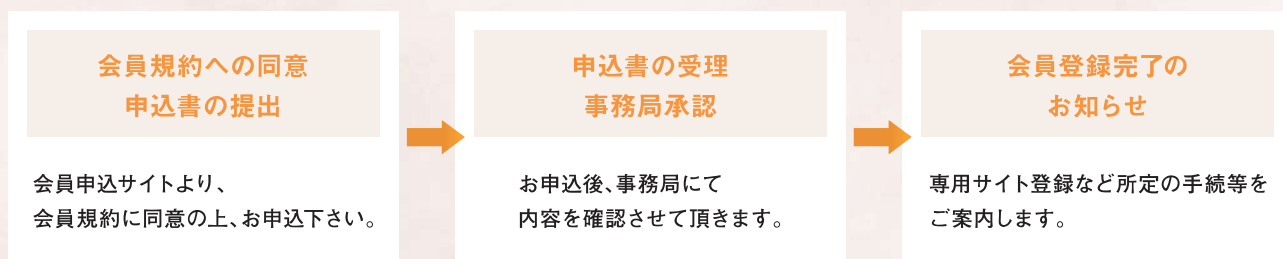 会員規約への同意
申込書の提出
会員申込サイトより、
会員規約に同意の上、お申込下さい。
申込書の受理
事務局承認
お申込後、事務局にて
内容を確認させて頂きます。
会員登録完了の
お知らせ
専用サイト登録など所定の手続等を
ご案内します。